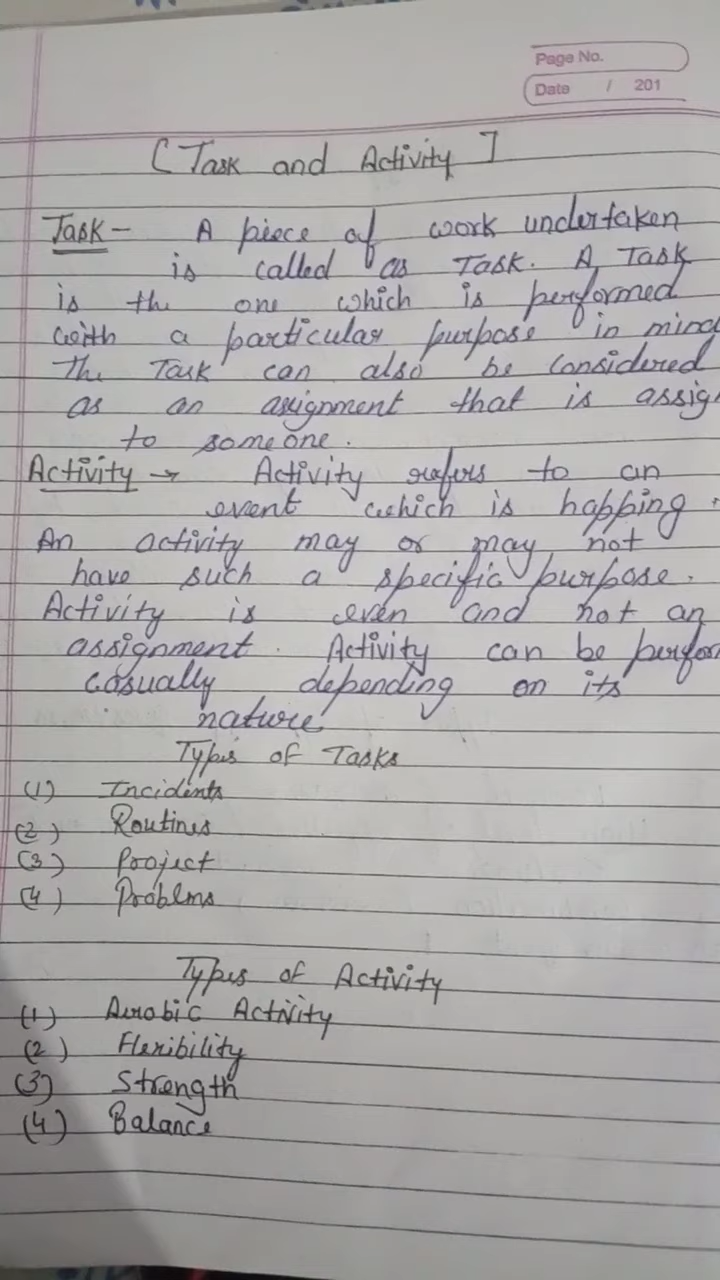 Page No.
Date / 201
[Task and Activity]
Task - A piece of work undertaken
is called as Task. A Task
is the one which is performed
with a particular purpose in mind
The Task can also be considered
as an assignment that is assig
to someone.
Activity → Activity refers to an
event which is happing.
An activity may or may not
have such a specific purpose.
Activity is even and not an
assignment. Activity can be perfor
casually depending on its
nature
Types of Tasks
(1) Incidents
(2) Routines
(3) Project
(4) Problms
Types of Activity
(1) Aerobic Activity
(2) Flexibility
(3) Strength
(4) Balance